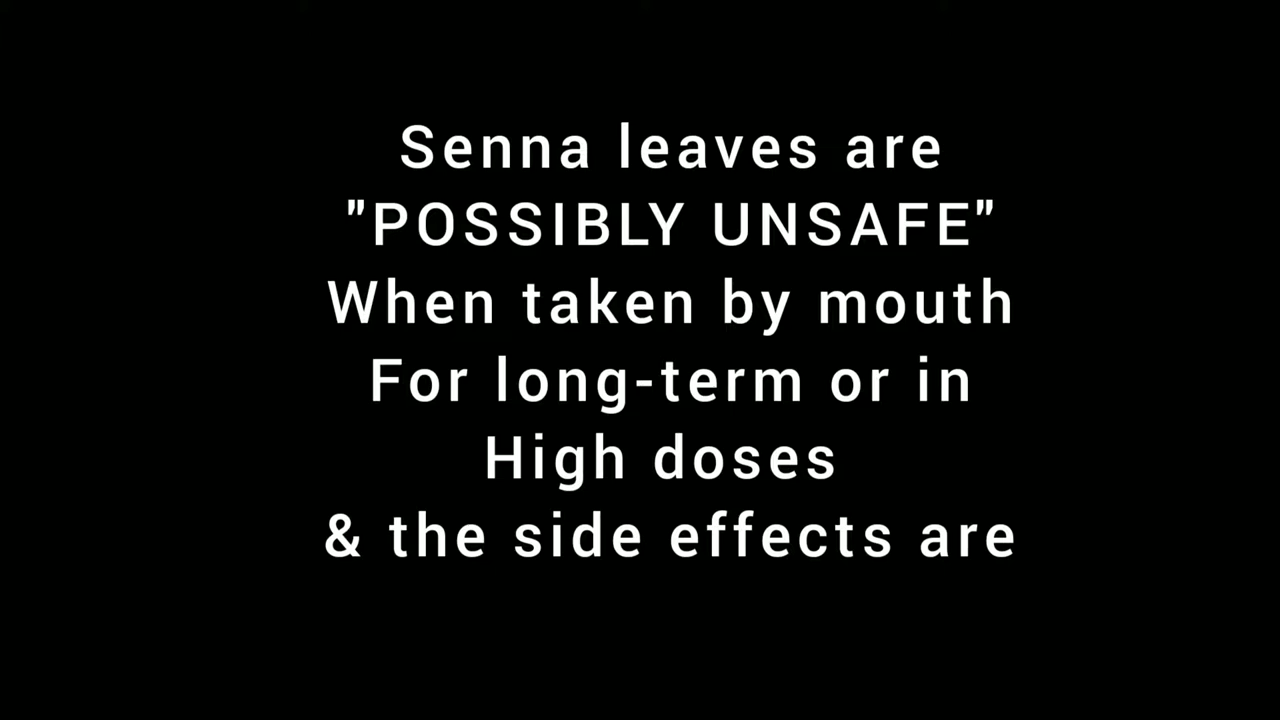 Senna leaves are
"POSSIBLY UNSAFE"
When taken by mouth
For long-term or in
High doses
& the side effects are